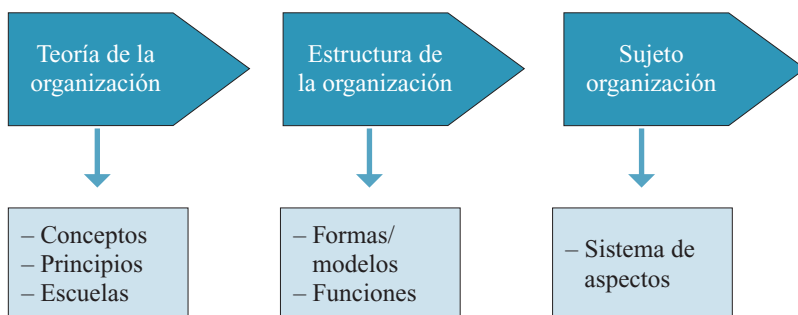 Teoría de la
organización
Estructura de
la organización
Sujeto
organización
– Conceptos
– Principios
– Escuelas
– Formas/
modelos
– Funciones
– Sistema de
aspectos